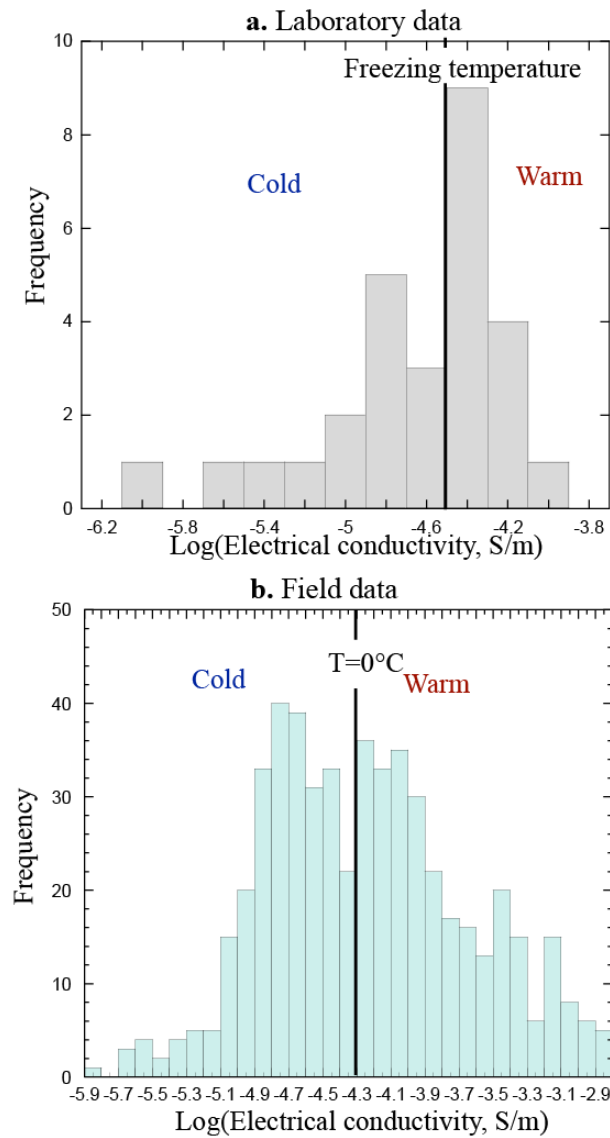 a. Laboratory data
10
Freezing temperature
8
Cold
Warm
6
Frequency
4
2
0
-6.2 -5.8 -5.4 -5 -4.6 -4.2 -3.8
Log(Electrical conductivity, S/m)
b. Field data
50
T=0°C
Cold
Warm
40
30
Frequency
20
10
0
-5.9 -5.7 -5.5 -5.3 -5.1 -4.9 -4.7 -4.5 -4.3 -4.1 -3.9 -3.7 -3.5 -3.3 -3.1 -2.9
Log(Electrical conductivity, S/m)